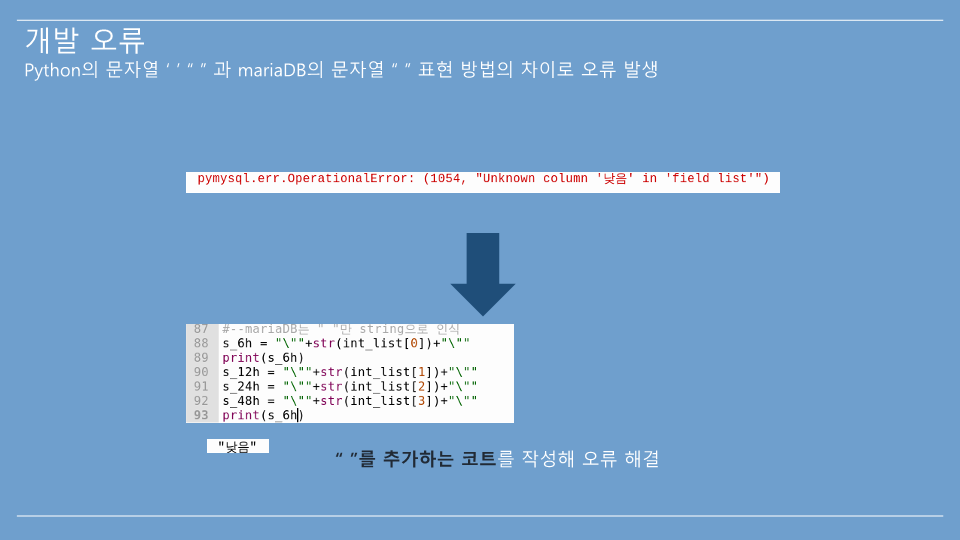 개발 오류
Python의 문자열 ‘ ‘ “ ” 과 mariaDB의 문자열 “ ” 표현 방법의 차이로 오류 발생
pymysql.err.OperationalError: (1054, "Unknown column '낮음' in 'field list'")
87 #--mariaDB는 " "만 string으로 인식
88 s_6h = "\""+str(int_list[0])+"\""
89 print(s_6h)
90 s_12h = "\""+str(int_list[1])+"\""
91 s_24h = "\""+str(int_list[2])+"\""
92 s_48h = "\""+str(int_list[3])+"\""
93 print(s_6h)
"낮음"
“ ”를 추가하는 코트를 작성해 오류 해결